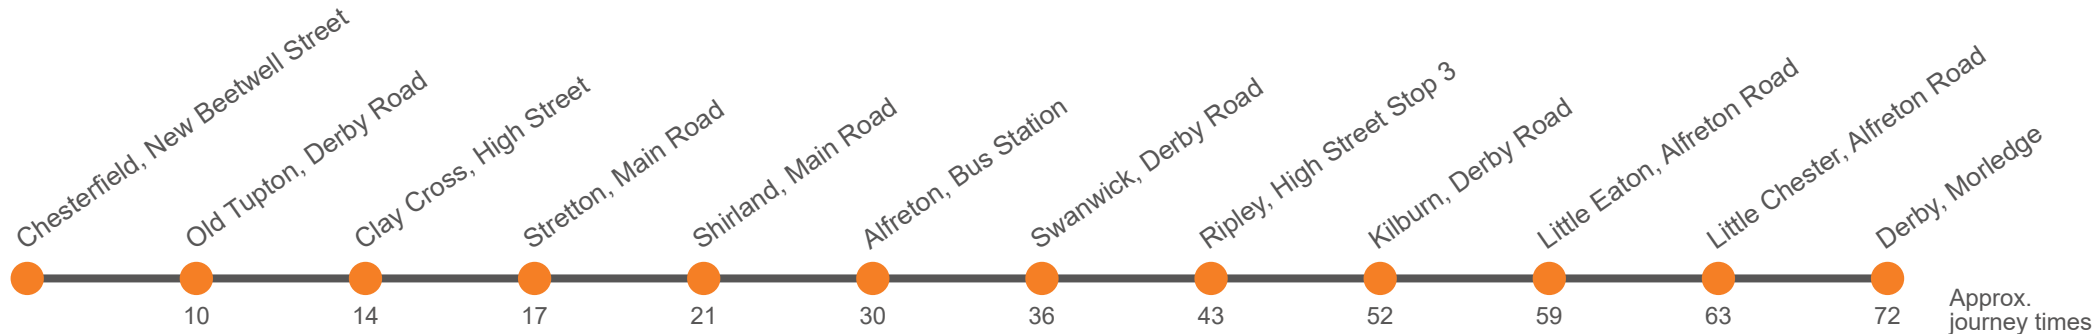 Chesterfield, New Beetwell Street
Old Tupton, Derby Road
Clay Cross, High Street
Stretton, Main Road
Shirland, Main Road
Alfreton, Bus Station
Swanwick, Derby Road
Ripley, High Street Stop 3
Kilburn, Derby Road
Little Eaton, Alfreton Road
Little Chester, Alfreton Road
Derby, Morledge
10 14 17 21 30 36 43 52 59 63 72
Approx.
journey times